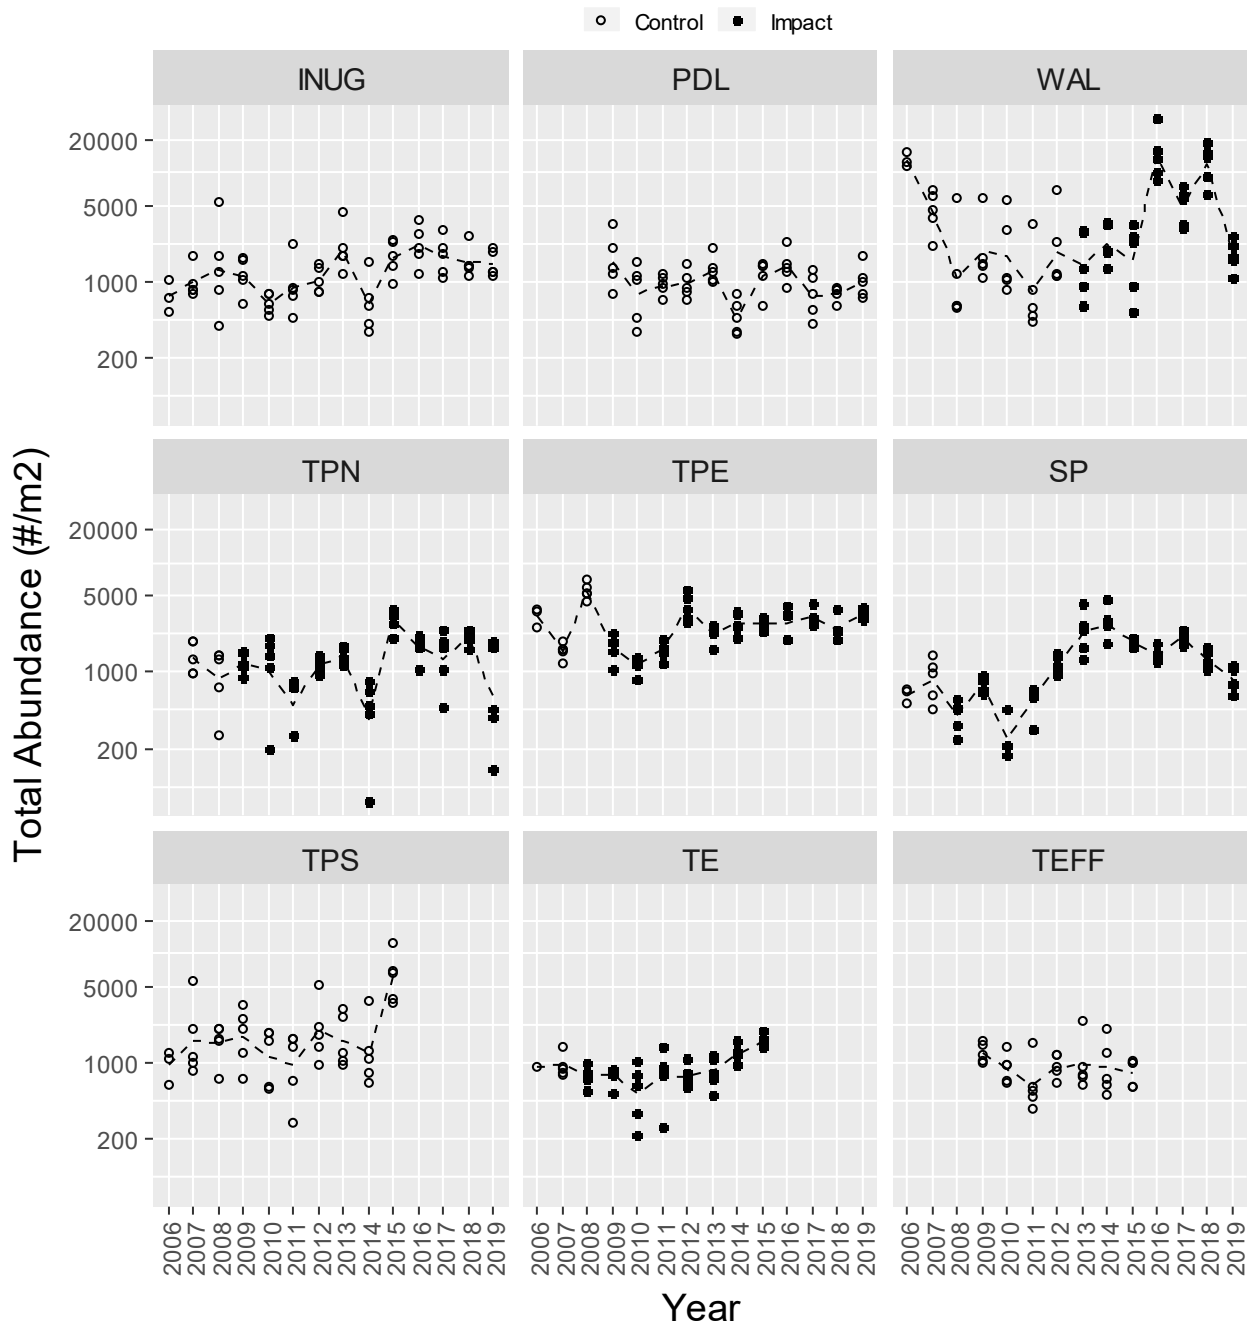 Control Impact
INUG PDL WAL
20000
5000
1000
200
TPN TPE SP
20000
5000
1000
200
TPS TE TEFF
20000
5000
1000
200
Total Abundance (#/m2)
2006 2007 2008 2009 2010 2011 2012 2013 2014 2015 2016 2017 2018 2019 2006 2007 2008 2009 2010 2011 2012 2013 2014 2015 2016 2017 2018 2019 2006 2007 2008 2009 2010 2011 2012 2013 2014 2015 2016 2017 2018 2019
Year